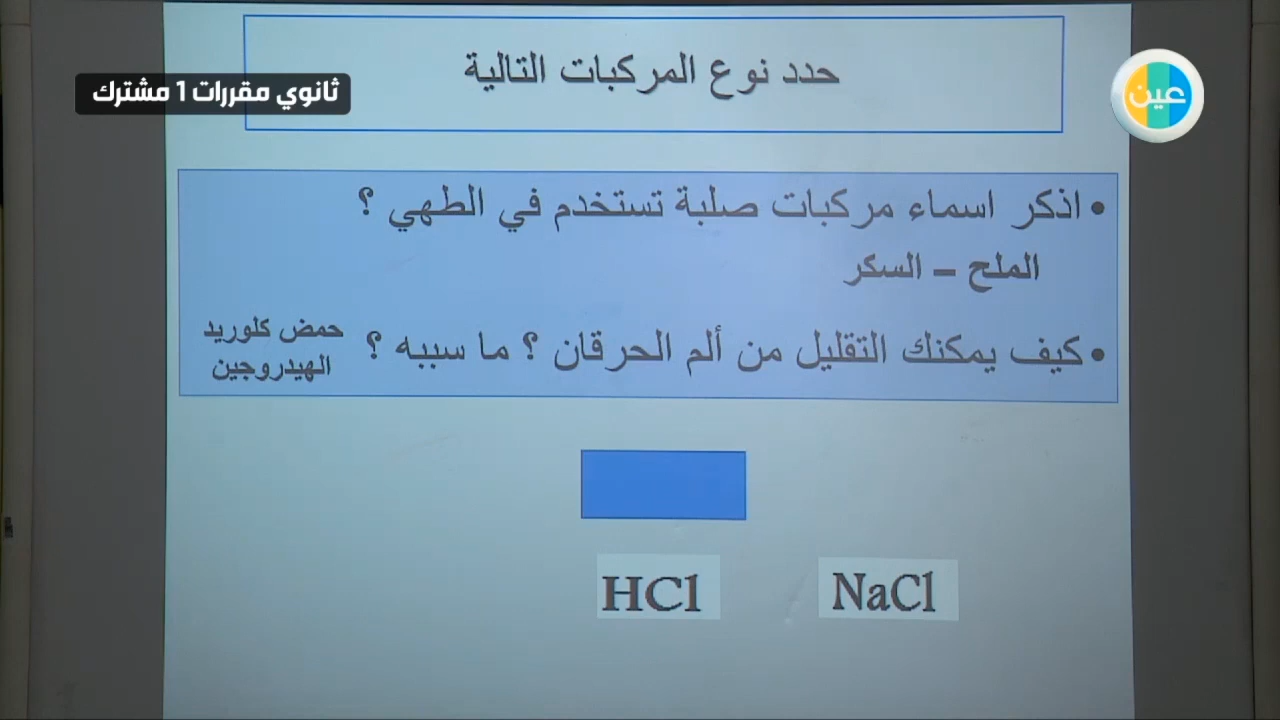 حدد نوع المركبات التالية
ثانوي مقررات 1 مشترك
عين
• اذكر اسماء مركبات صلبة تستخدم في الطهي ؟
الملح – السكر
• كيف يمكنك التقليل من ألم الحرقان ؟ ما سببه ؟
حمض كلوريد
الهيدروجين
HCl
NaCl